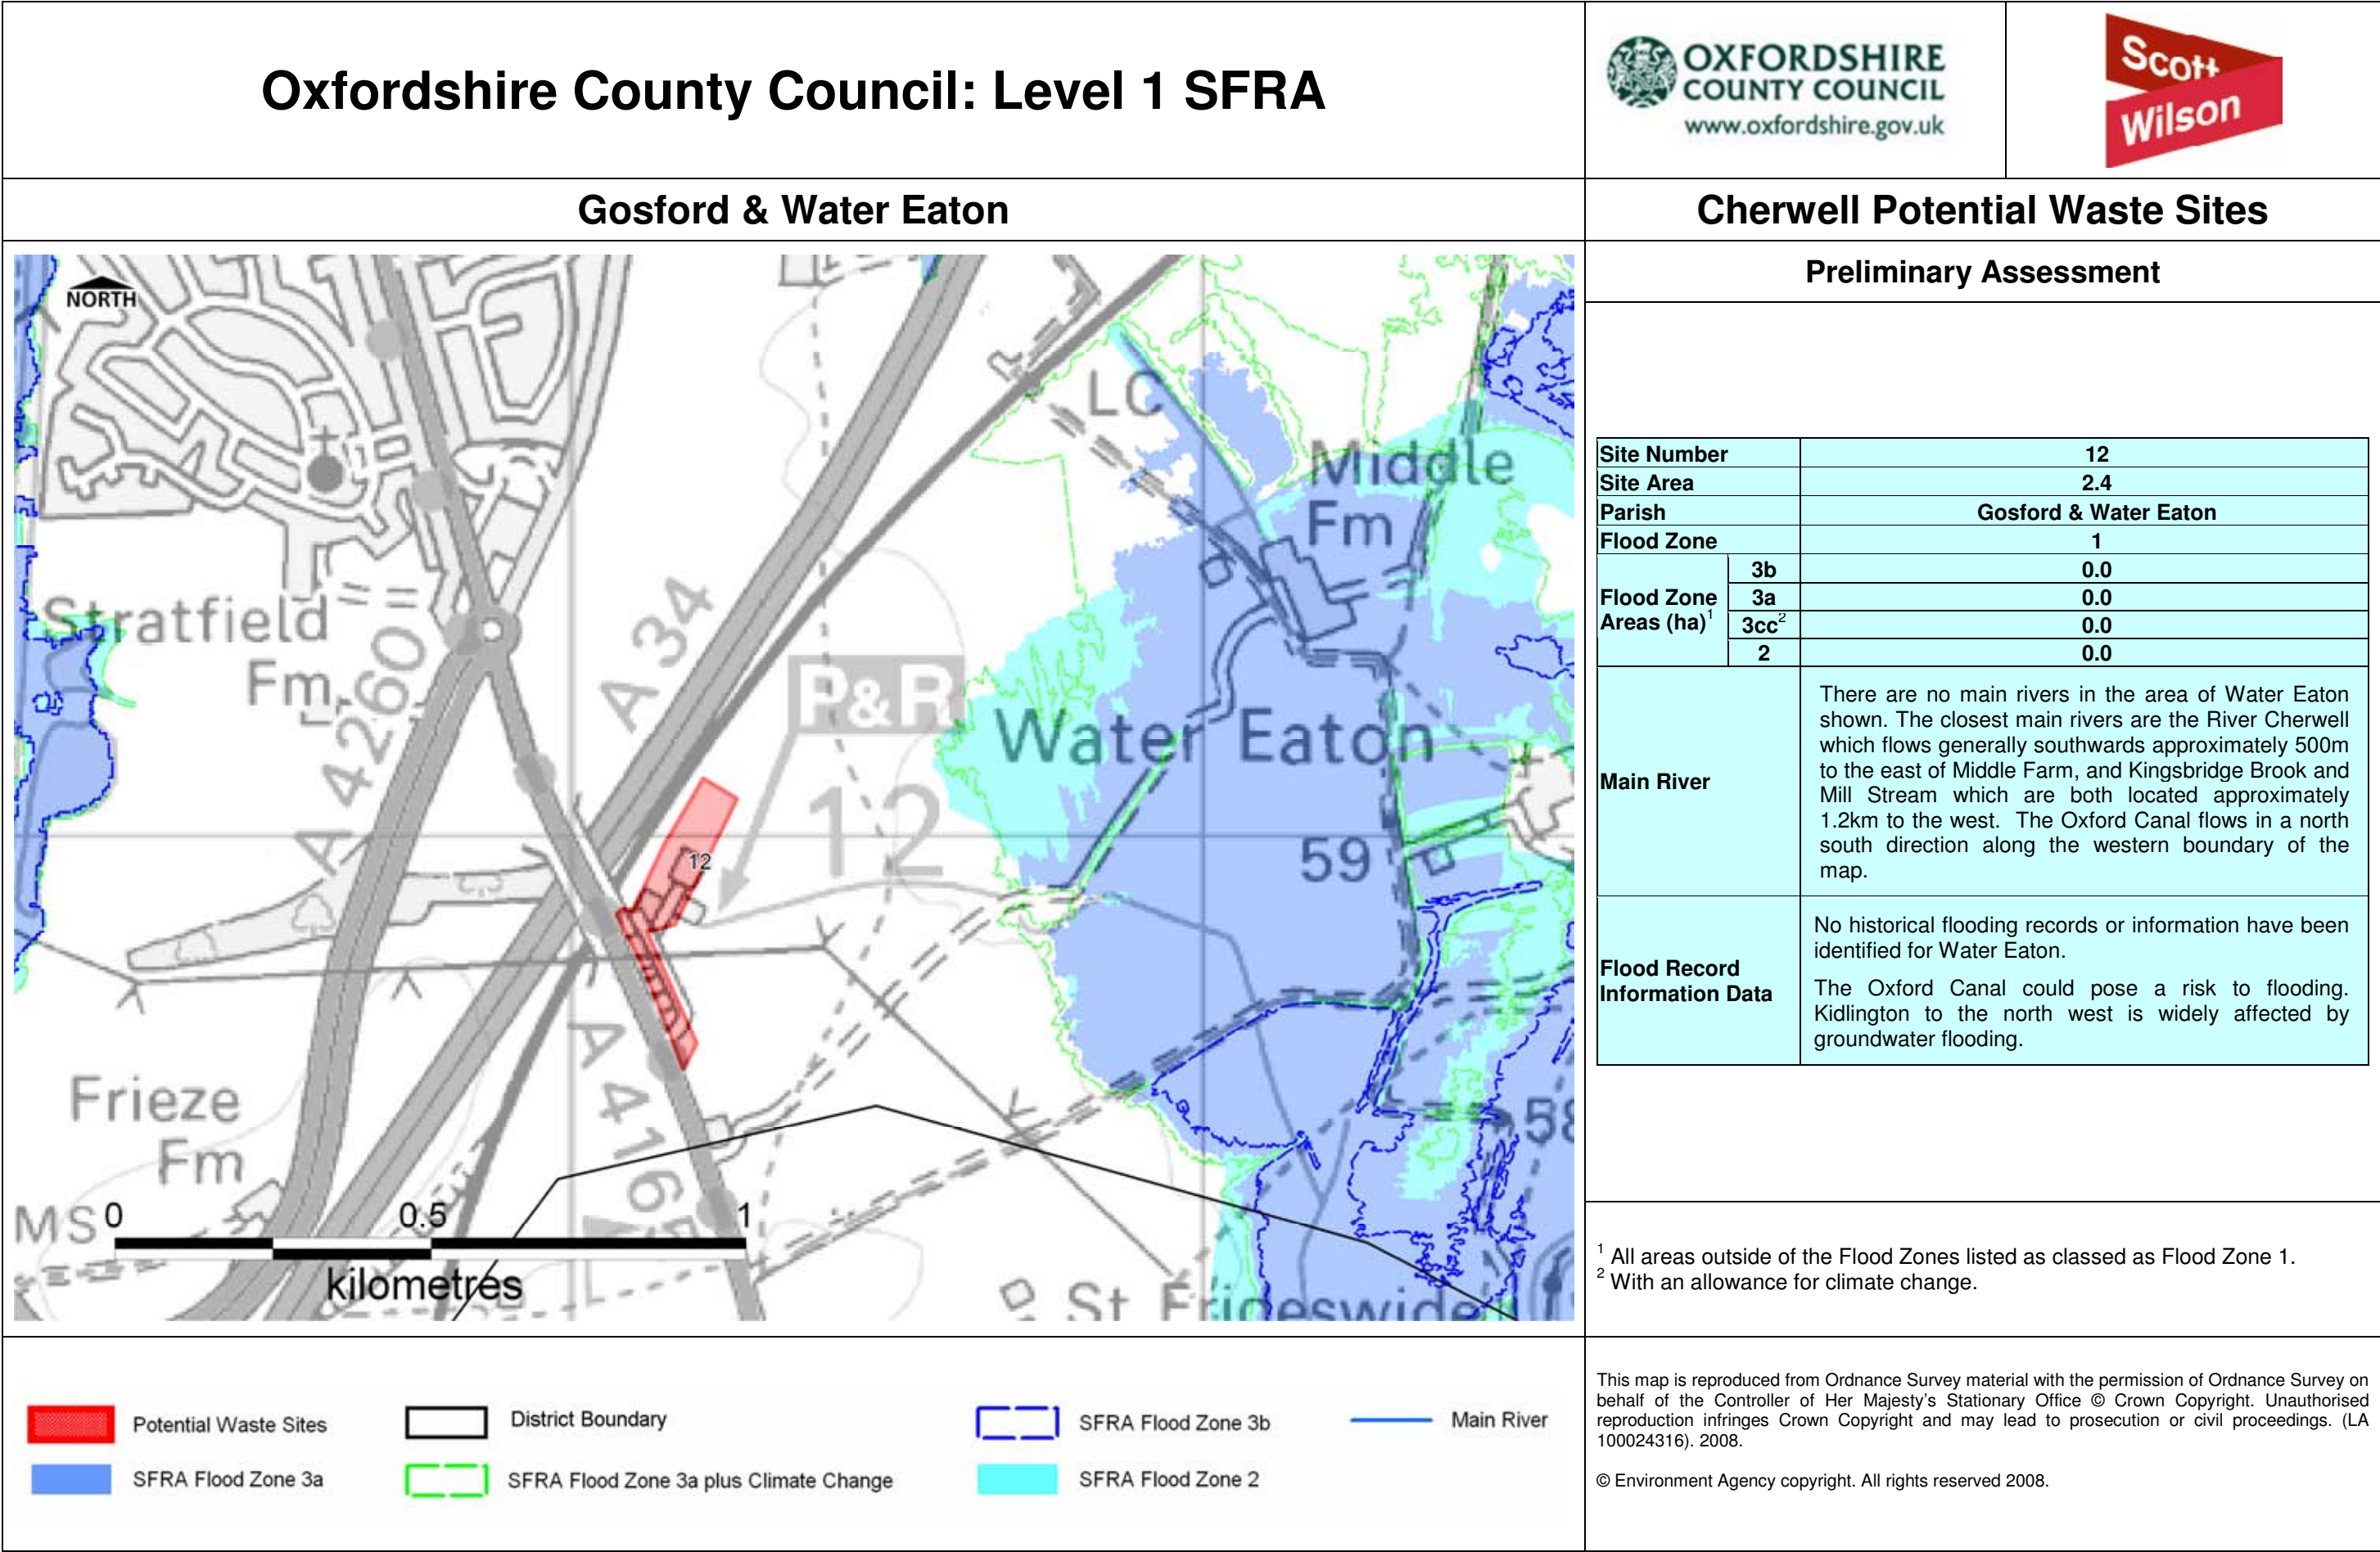 Oxfordshire County Council: Level 1 SFRA
OXFORDSHIRE
COUNTY COUNCIL
www.oxfordshire.gov.uk
Scott
Wilson
Gosford & Water Eaton
Cherwell Potential Waste Sites
NORTH
LC
Middle
Fm
Stratfield
Fm
A 4260
A 34
P&R
Water Eaton
12
12
59
A 4165
Frieze
Fm
58
MS
0
0.5
1
kilometres
St Frideswide
Preliminary Assessment
Site Number 12
Site Area 2.4
Parish Gosford & Water Eaton
Flood Zone 1
Flood Zone
Areas (ha)1
3b 0.0
3a 0.0
3cc2 0.0
2 0.0
Main River
There are no main rivers in the area of Water Eaton
shown. The closest main rivers are the River Cherwell
which flows generally southwards approximately 500m
to the east of Middle Farm, and Kingsbridge Brook and
Mill Stream which are both located approximately
1.2km to the west. The Oxford Canal flows in a north
south direction along the western boundary of the
map.
Flood Record
Information Data
No historical flooding records or information have been
identified for Water Eaton.
The Oxford Canal could pose a risk to flooding.
Kidlington to the north west is widely affected by
groundwater flooding.
1 All areas outside of the Flood Zones listed as classed as Flood Zone 1.
2 With an allowance for climate change.
Potential Waste Sites
District Boundary
SFRA Flood Zone 3b
Main River
SFRA Flood Zone 3a
SFRA Flood Zone 3a plus Climate Change
SFRA Flood Zone 2
This map is reproduced from Ordnance Survey material with the permission of Ordnance Survey on
behalf of the Controller of Her Majesty's Stationary Office © Crown Copyright. Unauthorised
reproduction infringes Crown Copyright and may lead to prosecution or civil proceedings. (LA
100024316). 2008.
© Environment Agency copyright. All rights reserved 2008.